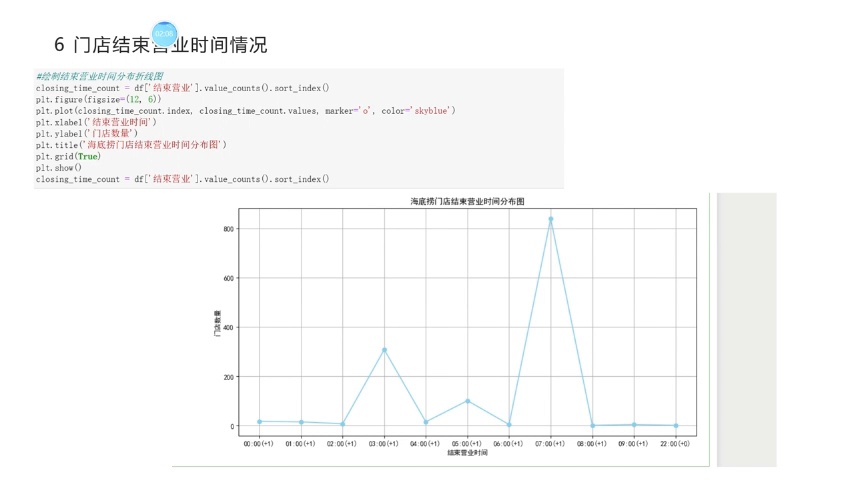 02:08
6 门店结束营业时间情况
#绘制结束营业时间分布折线图
closing_time_count = df['结束营业'].value_counts().sort_index()
plt.figure(figsize=(12, 6))
plt.plot(closing_time_count.index, closing_time_count.values, marker='o', color='skyblue')
plt.xlabel('结束营业时间')
plt.ylabel('门店数量')
plt.title('海底捞门店结束营业时间分布图')
plt.grid(True)
plt.show()
closing_time_count = df['结束营业'].value_counts().sort_index()
海底捞门店结束营业时间分布图
800
600
400
200
0
门店数量
00:00(+1) 01:00(+1) 02:00(+1) 03:00(+1) 04:00(+1) 05:00(+1) 06:00(+1) 07:00(+1) 08:00(+1) 09:00(+1) 22:00(+0)
结束营业时间